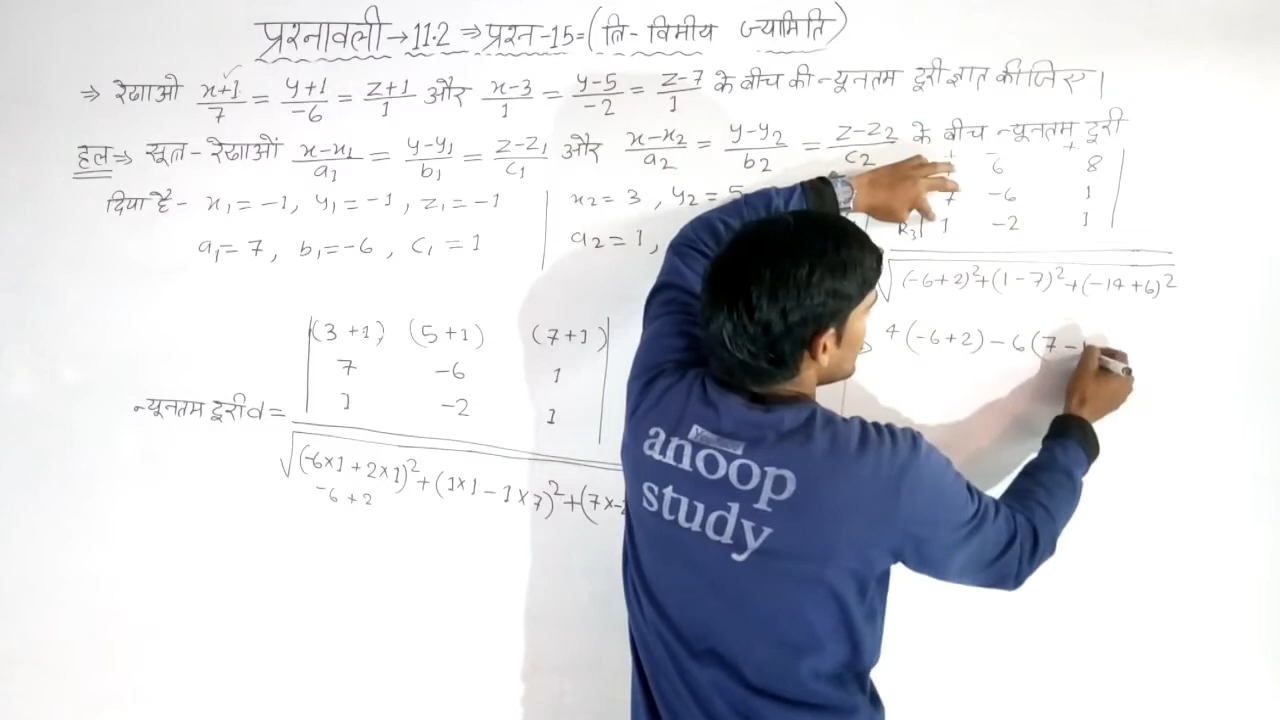 प्रश्नावली → 11.2 ⇒ प्रश्न-15 = (त्रि-विमीय ज्यामिति)
⇒ रेखाओ x+1/7 = y+1/-6 = z+1/1 और x-3/1 = y-5/-2 = z-7/1 के बीच की न्यूनतम दूरी ज्ञात कीजिए।
हल ⇒ सूत्र - रेखाओं x-x₁/a₁ = y-y₁/b₁ = z-z₁/c₁ और x-x₂/a₂ = y-y₂/b₂ = z-z₂/c₂ के बीच न्यूनतम दूरी
दिया है - x₁ = -1, y₁ = -1, z₁ = -1 | x₂ = 3, y₂ = 5
a₁ = 7, b₁ = -6, c₁ = 1 | a₂ = 1,
(3+1) (5+1) (7+1)
7 -6 1
1 -2 1
न्यूनतम दूरी d =
√(-6×1+2×1)²+(1×1-1×7)²+(7×-2
-6+2
+ - +
6 8
7 -6 1
R₃ 1 -2 1
√(-6+2)²+(1-7)²+(-14+6)²
4(-6+2)-6(7-
YouTube
anoop
study